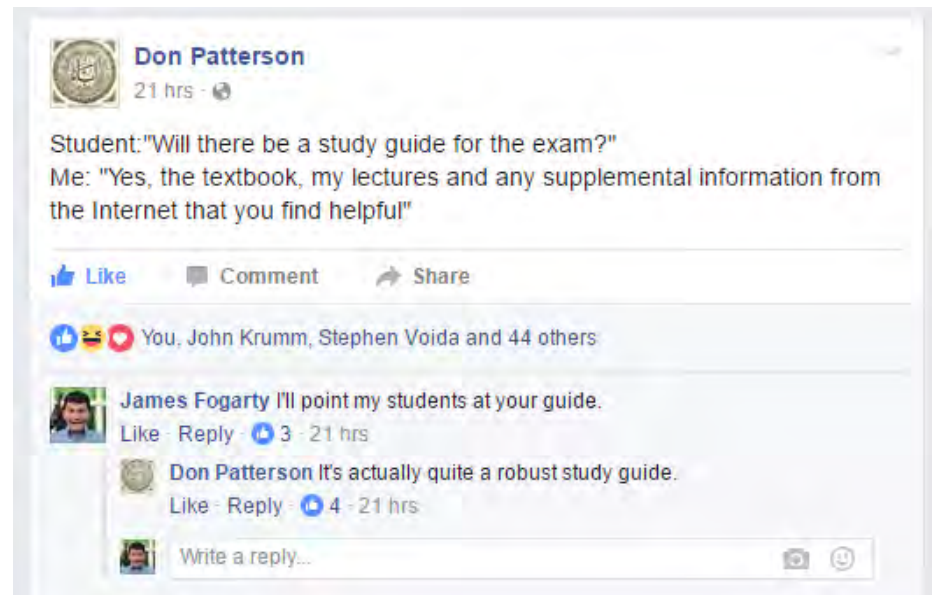 Don Patterson
21 hrs ·
Student:"Will there be a study guide for the exam?"
Me: "Yes, the textbook, my lectures and any supplemental information from
the Internet that you find helpful"
Like Comment Share
You, John Krumm, Stephen Voida and 44 others
James Fogarty I'll point my students at your guide.
Like · Reply · 3 · 21 hrs
Don Patterson It's actually quite a robust study guide.
Like · Reply · 4 · 21 hrs
Write a reply...